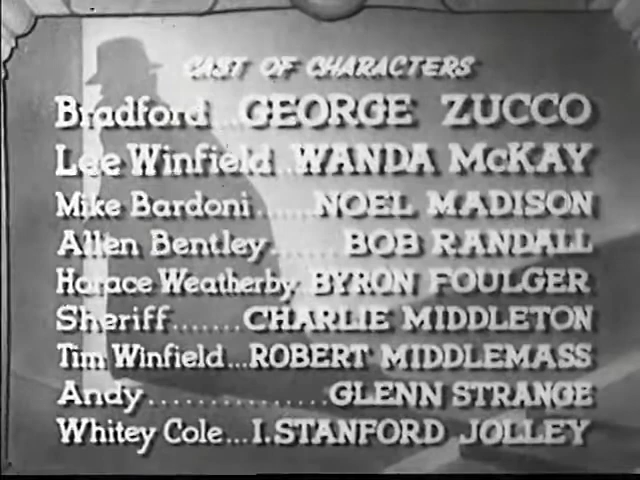 CAST OF CHARACTERS
Bradford...GEORGE ZUCCO
Lee Winfield..WANDA McKAY
Mike Bardoni......NOEL MADISON
Allen Bentley.......BOB RANDALL
Horace Weatherby BYRON FOULGER
Sheriff.......CHARLIE MIDDLETON
Tim Winfield...ROBERT MIDDLEMASS
Andy...............GLENN STRANGE
Whitey Cole...I.STANFORD JOLLEY